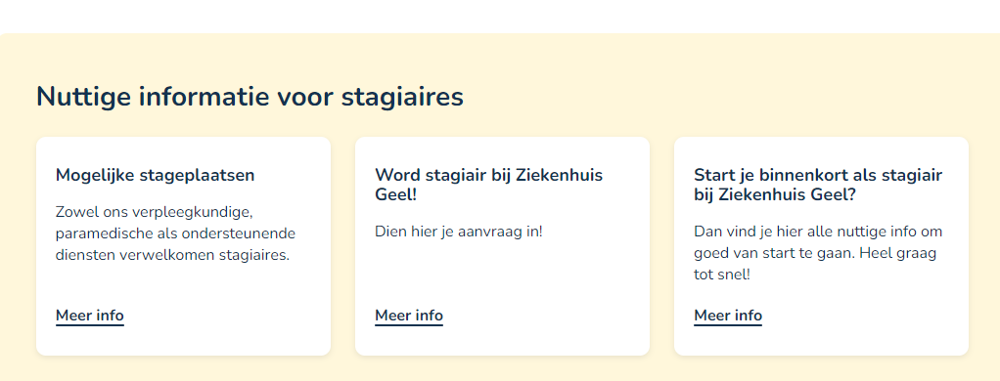 Nuttige informatie voor stagiaires
Mogelijke stageplaatsen
Zowel ons verpleegkundige,
paramedische als ondersteunende
diensten verwelkomen stagiaires.
Meer info
Word stagiair bij Ziekenhuis
Geel!
Dien hier je aanvraag in!
Meer info
Start je binnenkort als stagiair
bij Ziekenhuis Geel?
Dan vind je hier alle nuttige info om
goed van start te gaan. Heel graag
tot snel!
Meer info